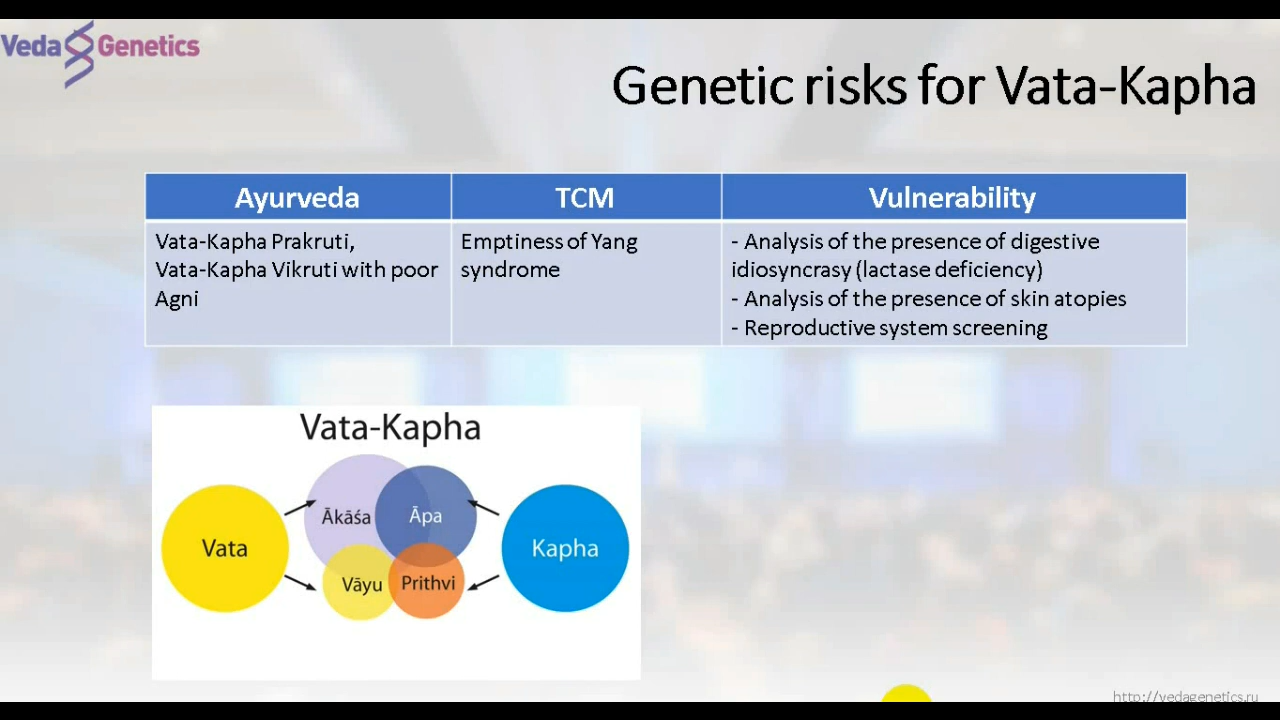 Veda Genetics
Genetic risks for Vata-Kapha
Ayurveda
TCM
Vulnerability
Vata-Kapha Prakruti,
Vata-Kapha Vikruti with poor
Agni
Emptiness of Yang
syndrome
- Analysis of the presence of digestive
idiosyncrasy (lactase deficiency)
- Analysis of the presence of skin atopies
- Reproductive system screening
Vata-Kapha
Ākāśa
Āpa
Vata
Kapha
Vāyu
Prithvi
http://vedagenetics.ru